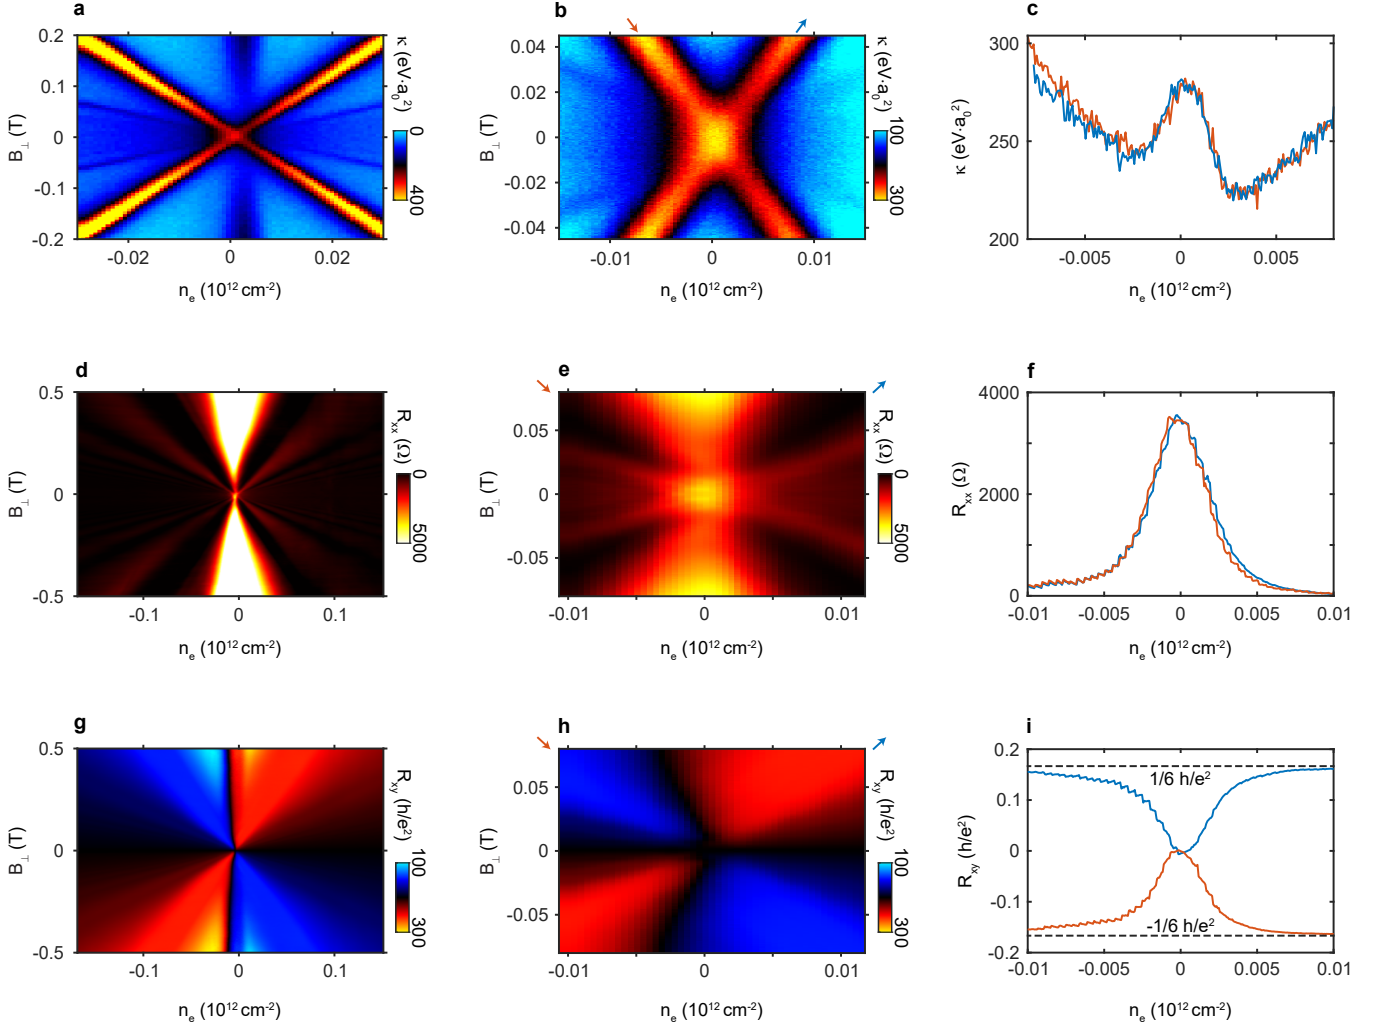 a
0.2
0.1
0
-0.1
-0.2
B⊥ (T)
-0.02
0
0.02
nₑ (10¹² cm⁻²)
κ (eV·a₀²)
0
400
b
0.04
0.02
0
-0.02
-0.04
B⊥ (T)
-0.01
0
0.01
nₑ (10¹² cm⁻²)
κ (eV·a₀²)
100
300
c
300
250
200
κ (eV·a₀²)
-0.005
0
0.005
nₑ (10¹² cm⁻²)
d
0.5
0
-0.5
B⊥ (T)
-0.1
0
0.1
nₑ (10¹² cm⁻²)
Rₓₓ (Ω)
0
5000
e
0.05
0
-0.05
B⊥ (T)
-0.01
0
0.01
nₑ (10¹² cm⁻²)
Rₓₓ (Ω)
0
5000
f
4000
2000
0
Rₓₓ (Ω)
-0.01
-0.005
0
0.005
0.01
nₑ (10¹² cm⁻²)
g
0.5
0
-0.5
B⊥ (T)
-0.1
0
0.1
nₑ (10¹² cm⁻²)
Rxy (h/e²)
100
300
h
0.05
0
-0.05
B⊥ (T)
-0.01
0
0.01
nₑ (10¹² cm⁻²)
Rxy (h/e²)
100
300
i
0.2
0.1
0
-0.1
-0.2
Rxy (h/e²)
1/6 h/e²
-1/6 h/e²
-0.01
-0.005
0
0.005
0.01
nₑ (10¹² cm⁻²)